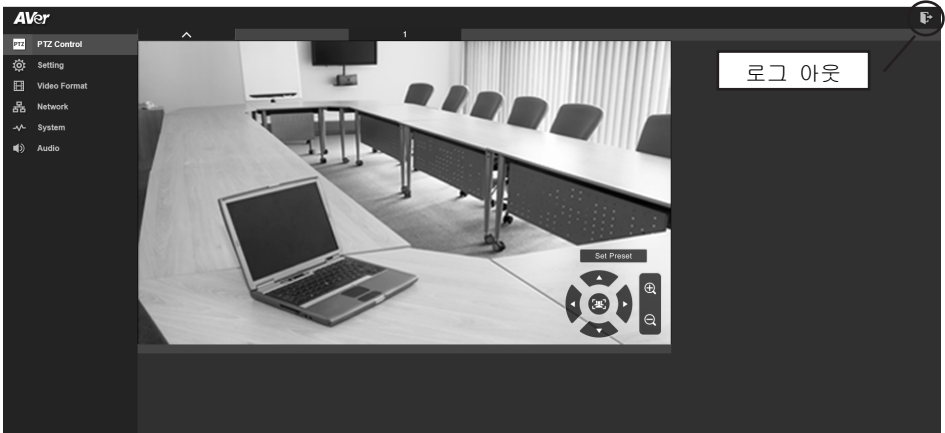 AVer
1
PTZ PTZ Control
Setting
Video Format
Network
System
Audio
로그 아웃
Set Preset